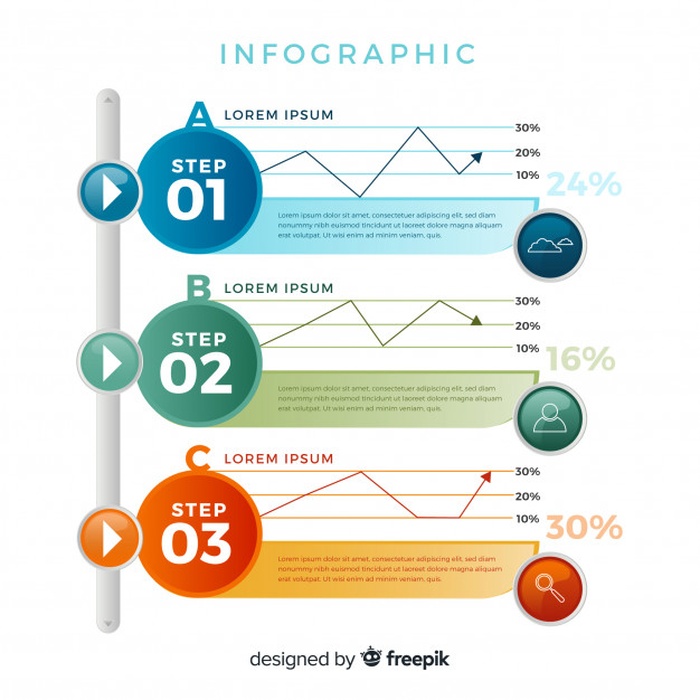 INFOGRAPHIC
A LOREM IPSUM
30%
20%
10%
STEP
01
24%
Lorem ipsum dolor sit amet, consectetuer adipiscing elit, sed diam
nonummy nibh euismod tincidunt ut laoreet dolore magna aliquam
erat volutpat. Ut wisi enim ad minim veniam, quis.
B LOREM IPSUM
30%
20%
10%
STEP
02
16%
Lorem ipsum dolor sit amet, consectetuer adipiscing elit, sed diam
nonummy nibh euismod tincidunt ut laoreet dolore magna aliquam
erat volutpat. Ut wisi enim ad minim veniam, quis.
C LOREM IPSUM
30%
20%
10%
STEP
03
30%
Lorem ipsum dolor sit amet, consectetuer adipiscing elit, sed diam
nonummy nibh euismod tincidunt ut laoreet dolore magna aliquam
erat volutpat. Ut wisi enim ad minim veniam, quis.
designed by freepik